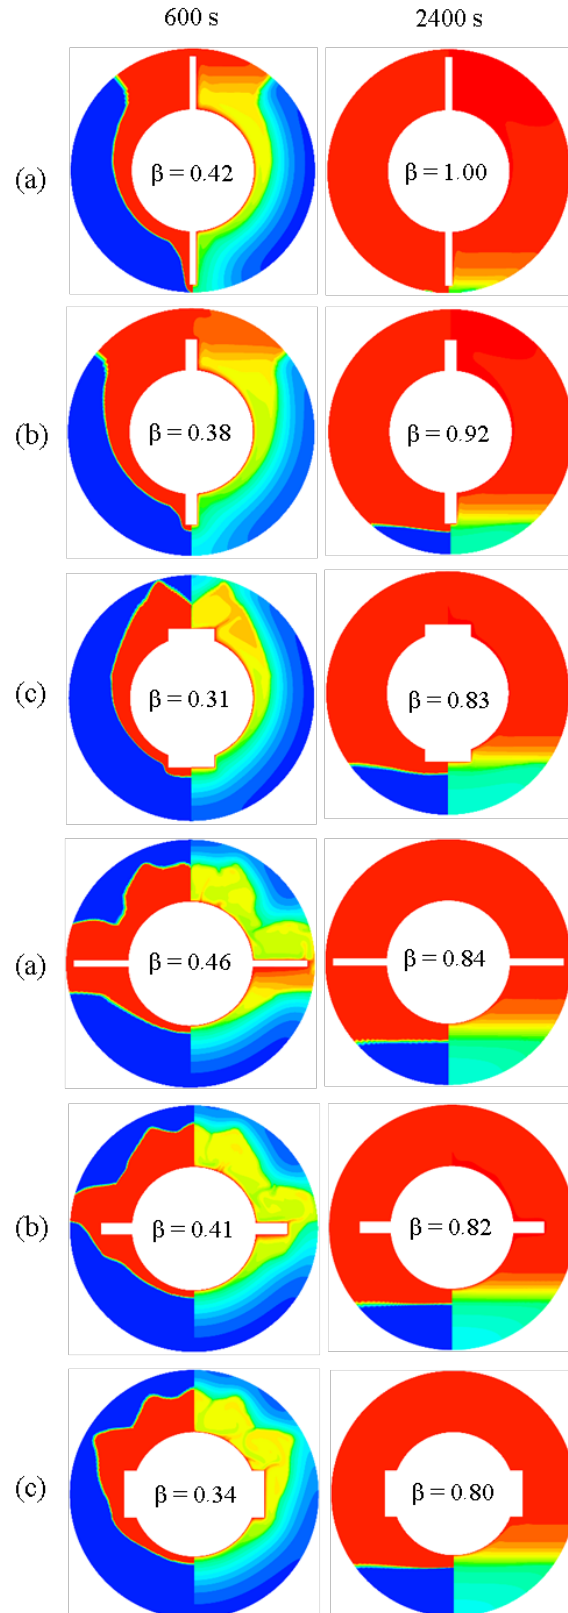 600 s 2400 s
(a) β = 0.42 β = 1.00
(b) β = 0.38 β = 0.92
(c) β = 0.31 β = 0.83
(a) β = 0.46 β = 0.84
(b) β = 0.41 β = 0.82
(c) β = 0.34 β = 0.80